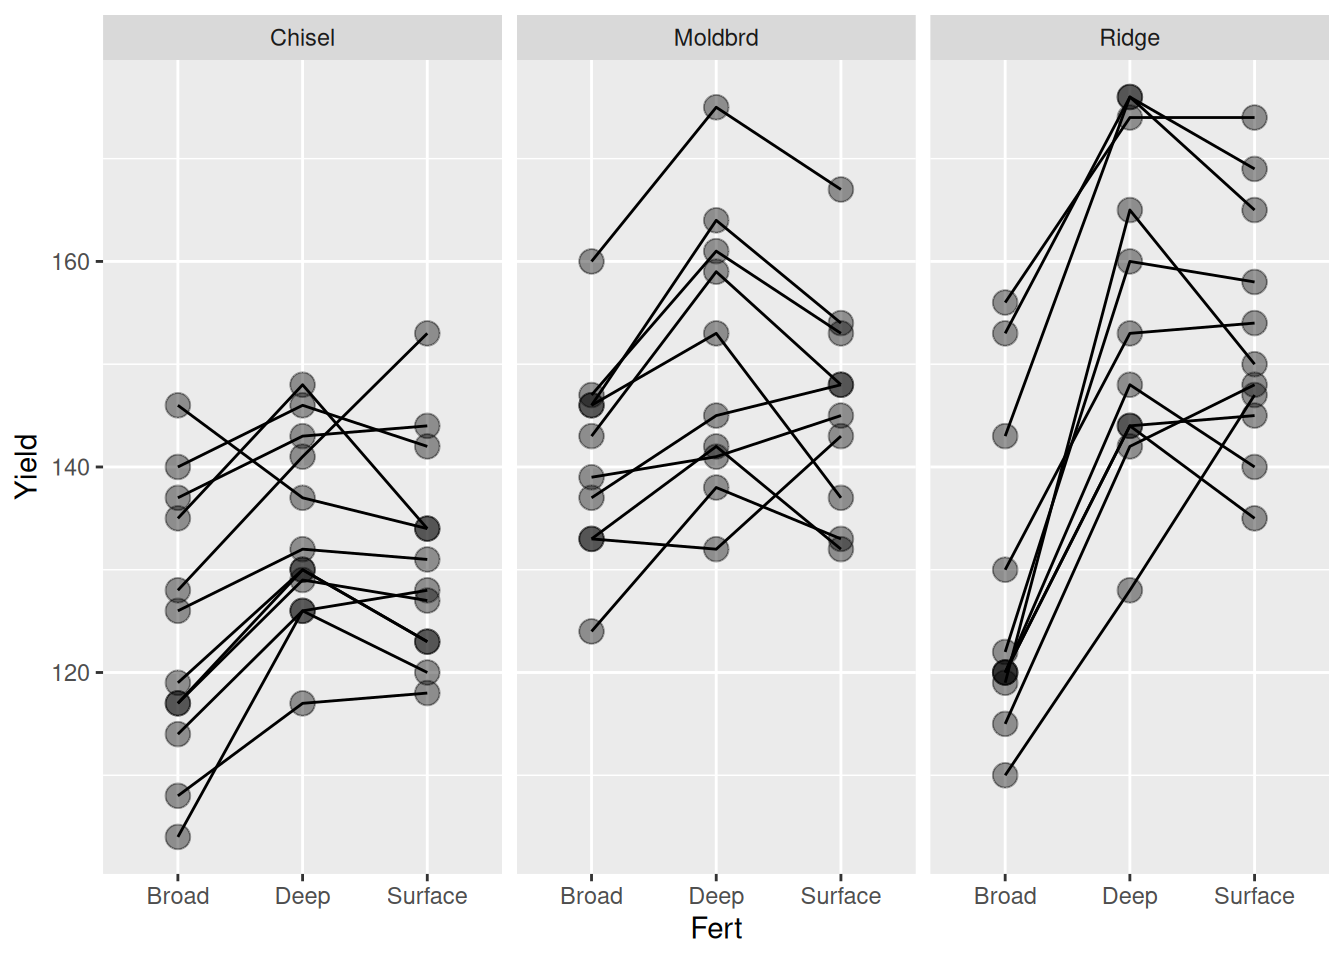 Chisel Moldbrd Ridge
Yield
160
140
120
Broad Deep Surface Broad Deep Surface Broad Deep Surface
Fert